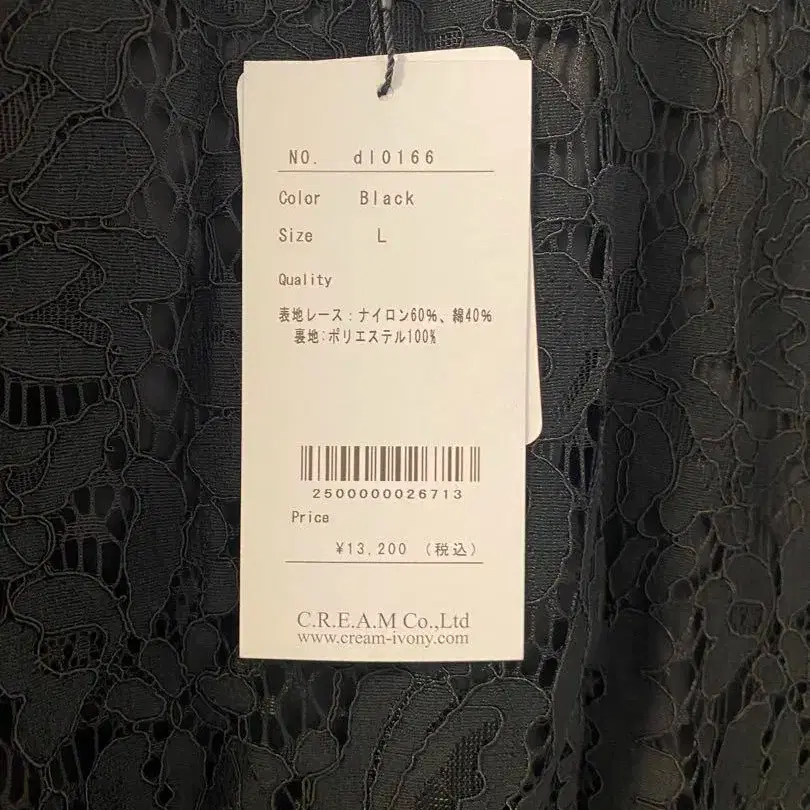 NO. dl0166
Color Black
Size L
Quality
表地レース：ナイロン60％、綿40％
裏地：ポリエステル100％
2500000026713
Price
¥13,200 （税込）
C.R.E.A.M Co.,Ltd
www.cream-ivony.com